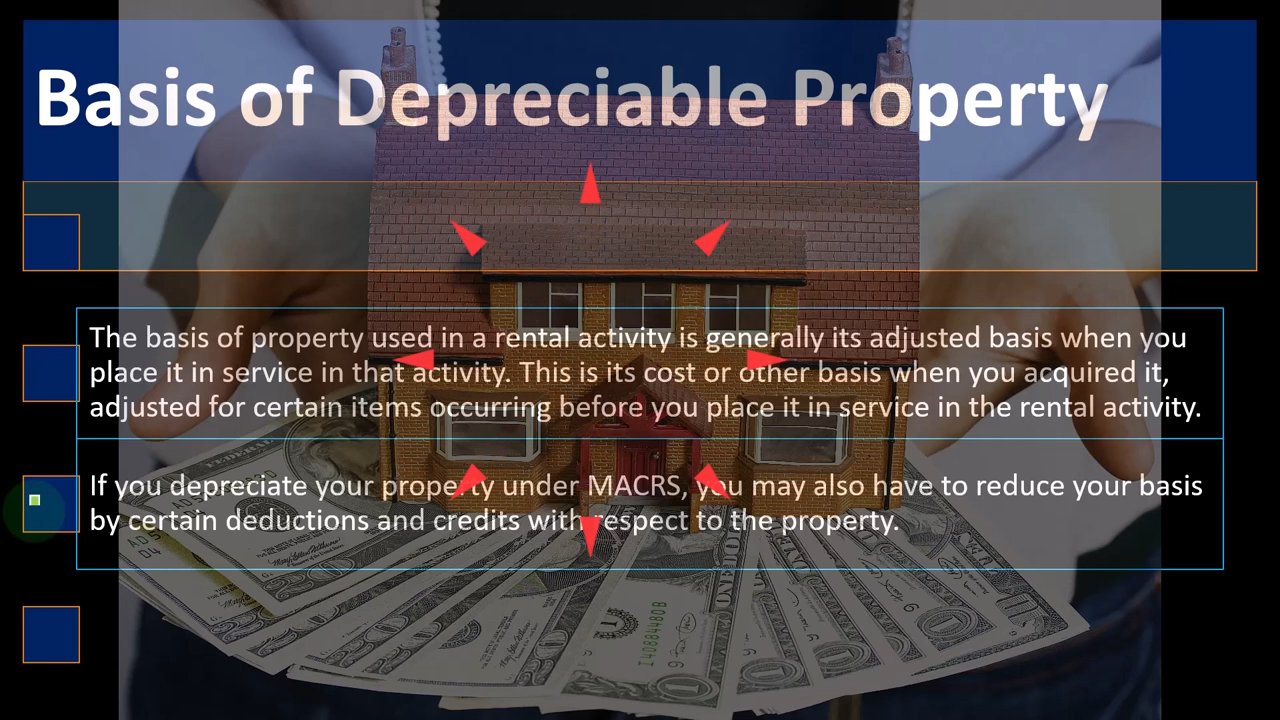 Basis of Depreciable Property
The basis of property used in a rental activity is generally its adjusted basis when you
place it in service in that activity. This is its cost or other basis when you acquired it,
adjusted for certain items occurring before you place it in service in the rental activity.
If you depreciate your property under MACRS, you may also have to reduce your basis
by certain deductions and credits with respect to the property.
FEDERAL
AD
D4
I40884480B